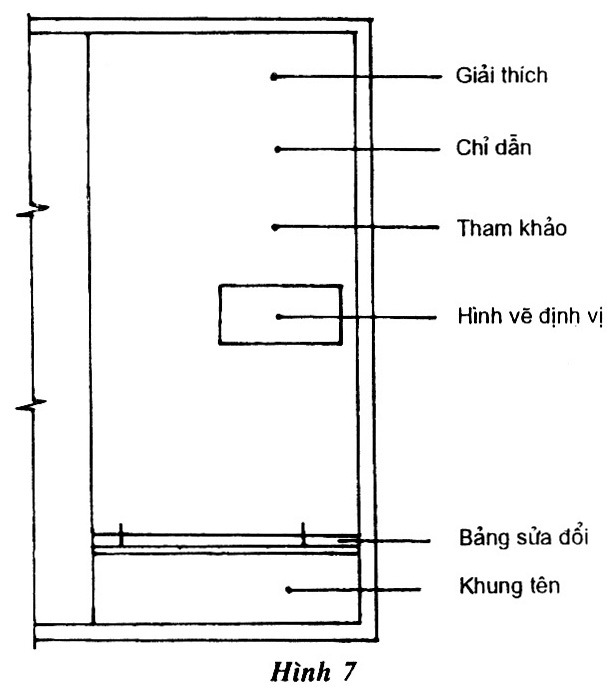 Giải thích
Chỉ dẫn
Tham khảo
Hình vẽ định vị
Bảng sửa đổi
Khung tên
Hình 7